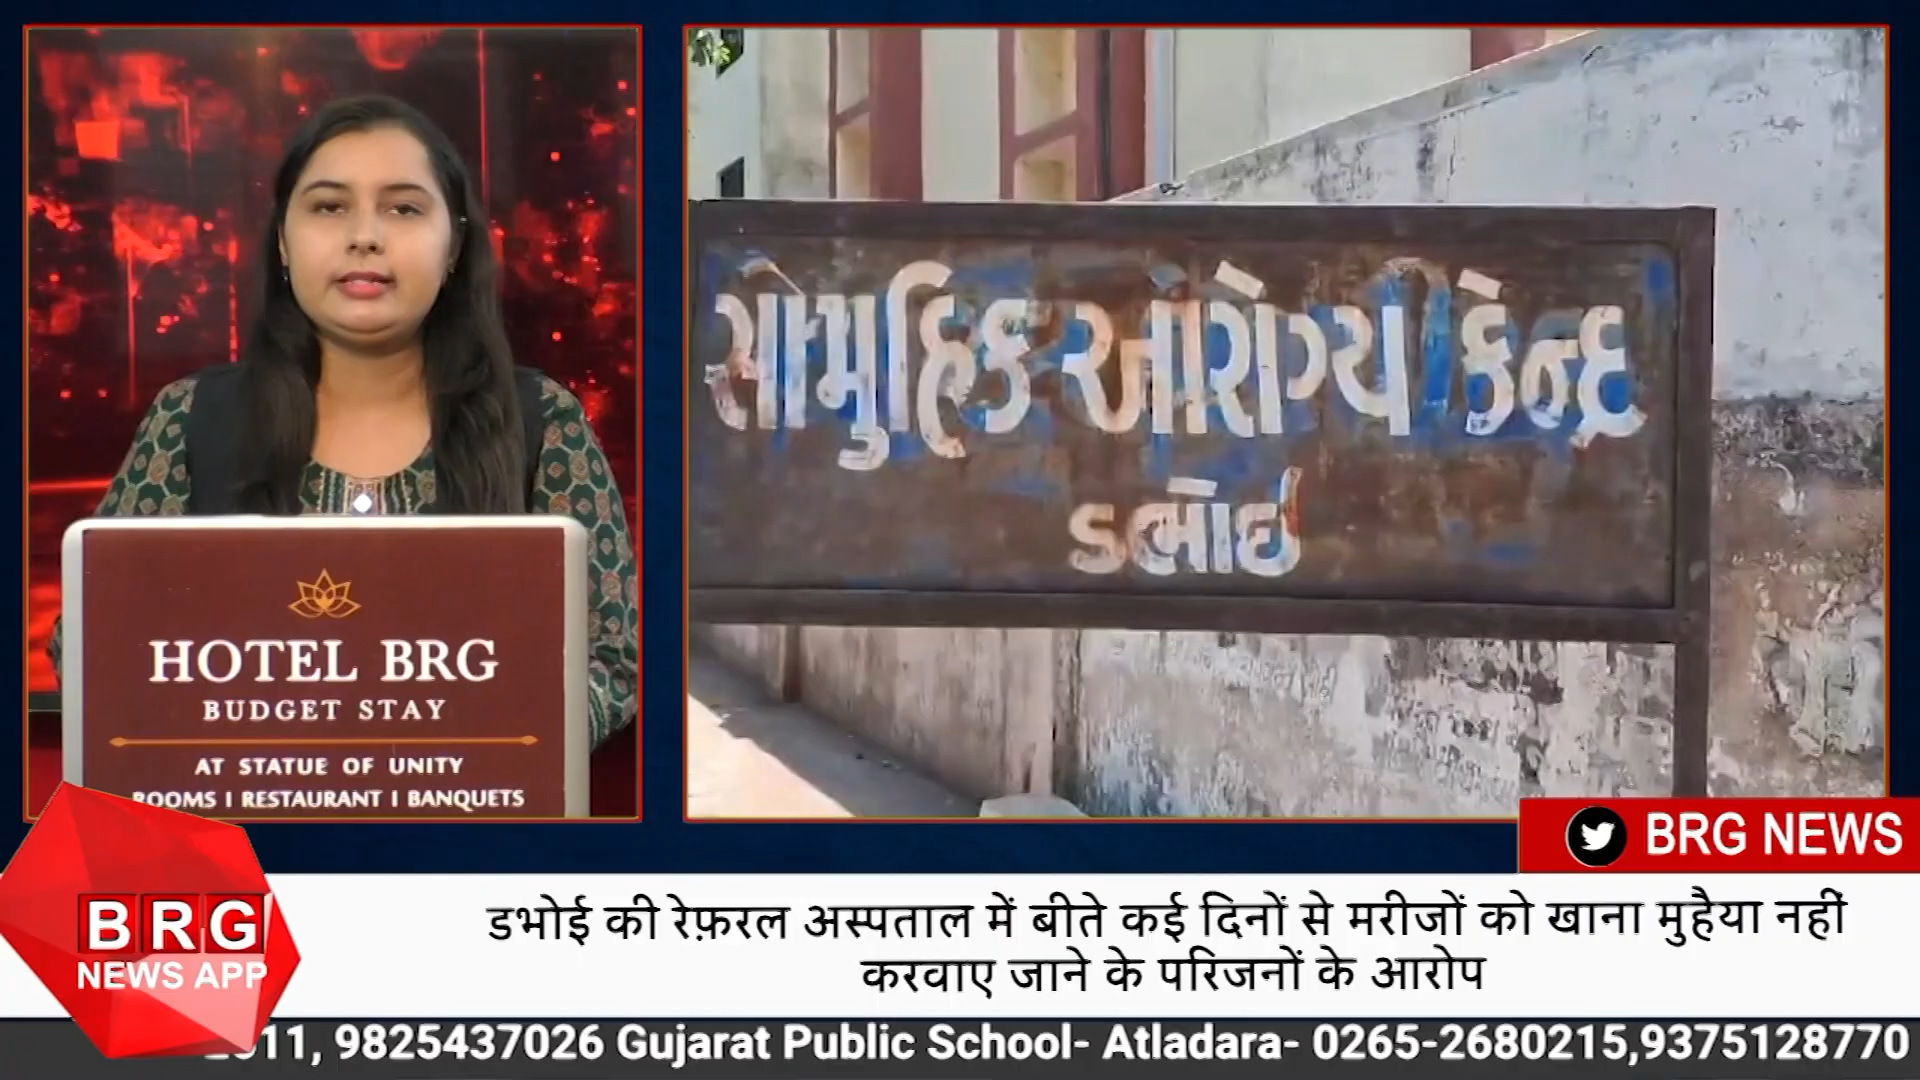 સામુહિક આરોગ્ય કેન્દ્ર
ડભોઇ
HOTEL BRG
BUDGET STAY
AT STATUE OF UNITY
ROOMS I RESTAURANT I BANQUETS
BRG NEWS
BRG
NEWS APP
डभोई की रेफ़रल अस्पताल में बीते कई दिनों से मरीजों को खाना मुहैया नहीं
करवाए जाने के परिजनों के आरोप
11, 9825437026 Gujarat Public School- Atladara- 0265-2680215,9375128770